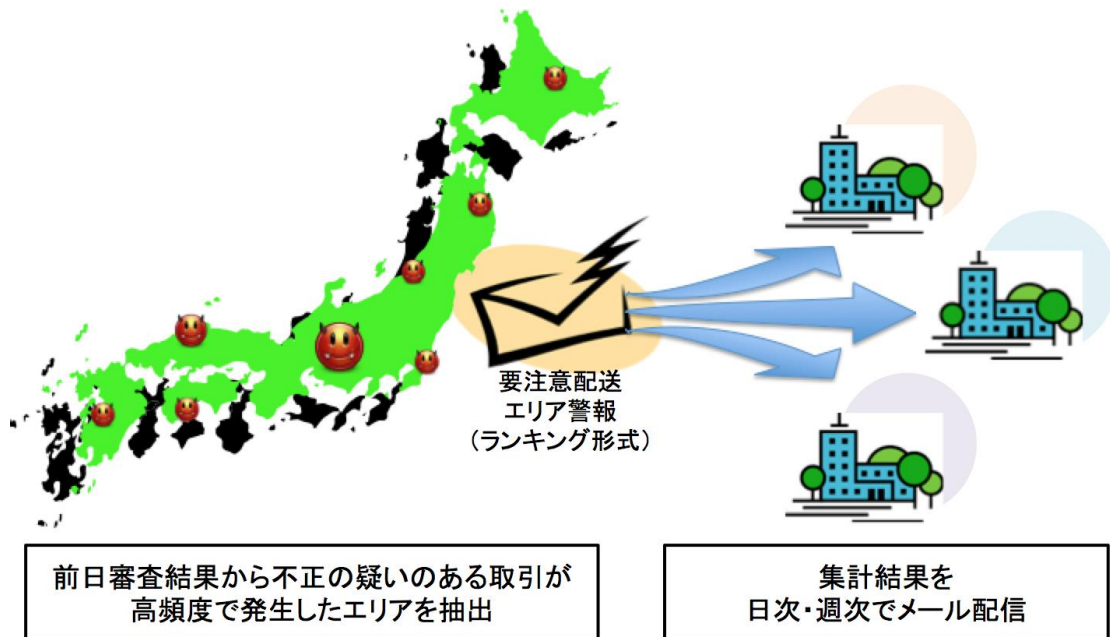 要注意配送
エリア警報
（ランキング形式）
前日審査結果から不正の疑いのある取引が
高頻度で発生したエリアを抽出
集計結果を
日次・週次でメール配信